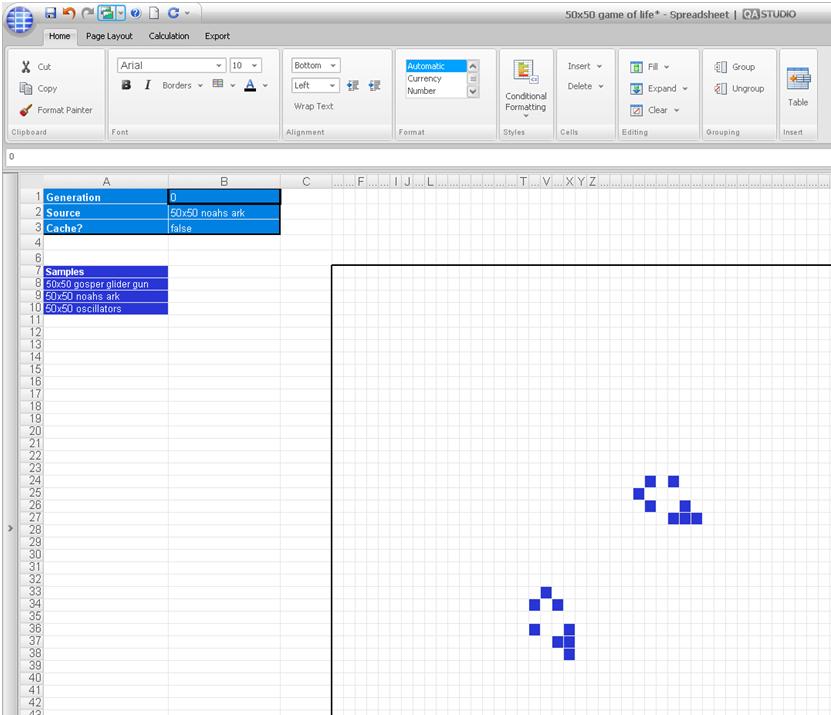 50x50 game of life* - Spreadsheet | QA STUDIO
Home Page Layout Calculation Export
Cut
Copy
Format Painter
Clipboard
Arial 10
B I Borders A
Font
Bottom
Left
Wrap Text
Alignment
Automatic
Currency
Number
Format
Conditional
Formatting
Styles
Insert
Delete
Cells
Fill
Expand
Clear
Editing
Group
Ungroup
Grouping
Table
Insert
0
A B C ... ... F ... ... I J ... L ... T ... V ... X Y Z ...
1 Generation 0
2 Source 50x50 noahs ark
3 Cache? false
4
6
7 Samples
8 50x50 gosper glider gun
9 50x50 noahs ark
10 50x50 oscillators
11
12
13
14
15
16
17
18
19
20
21
22
23
24
25
26
27
28
29
30
31
32
33
34
35
36
37
38
39
40
41
42
43